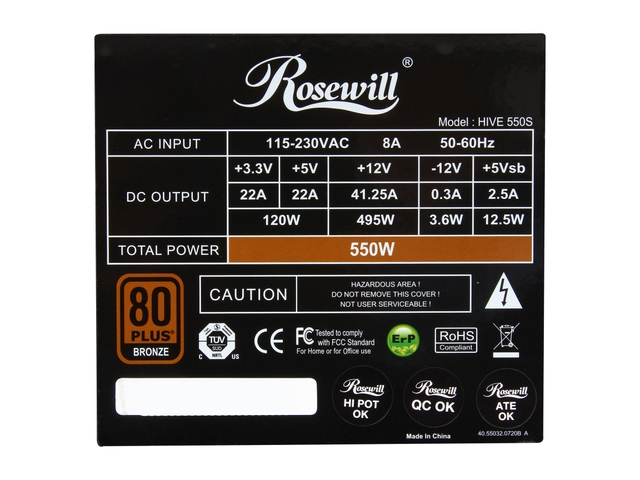 Rosewill®
Model : HIVE 550S
AC INPUT 115-230VAC 8A 50-60Hz
DC OUTPUT +3.3V +5V +12V -12V +5Vsb
22A 22A 41.25A 0.3A 2.5A
120W 495W 3.6W 12.5W
TOTAL POWER 550W
80
PLUS®
BRONZE
CAUTION
HAZARDOUS AREA !
DO NOT REMOVE THIS COVER !
NOT USER SERVICEABLE!
C TÜV US
SÜD
NRTL
CE
FC Tested to comply
with FCC Standard
For Home or for Office use
ErP
RoHS
Compliant
Rosewill
HI POT
OK
Rosewill
QC OK
Rosewill
ATE
OK
Made In China
40.55032.0720B A